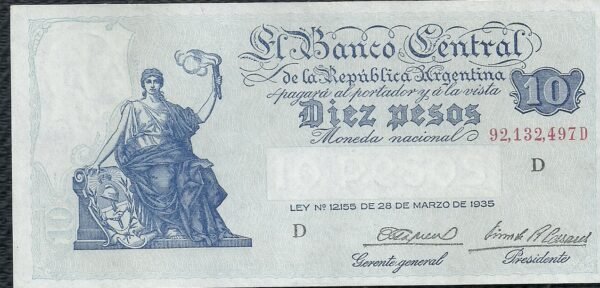 El Banco Central
de la República Argentina
pagará al portador y á la vista
10
Diez pesos
Moneda nacional
92,132,497D
D
LEY Nº 12155 DE 28 DE MARZO DE 1935
D
Gerente general
Presidente
10